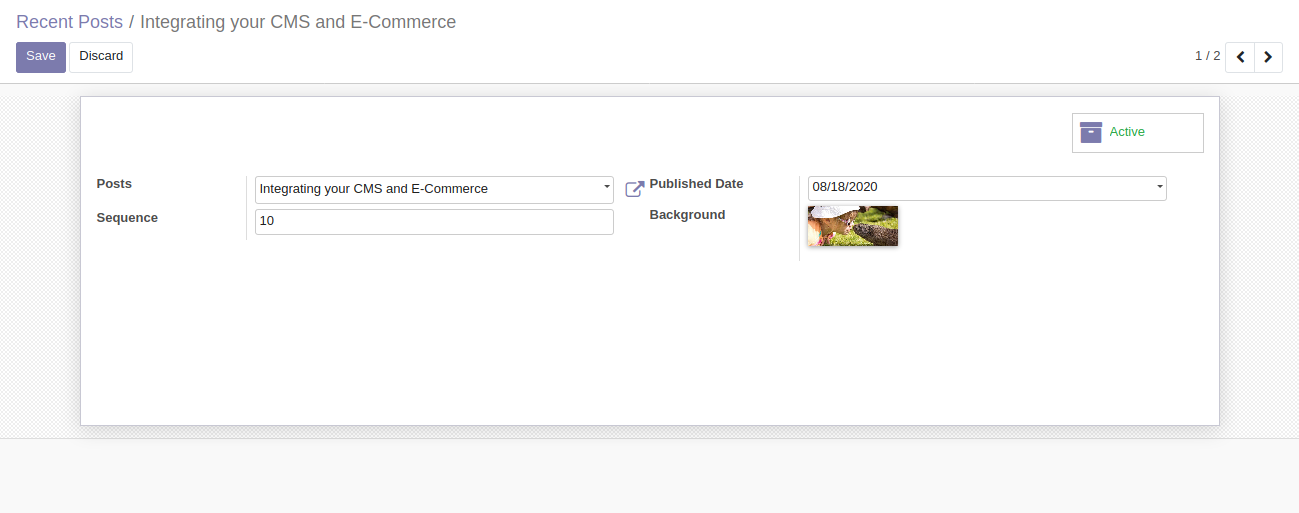 Recent Posts / Integrating your CMS and E-Commerce
Save Discard 1 / 2
Active
Posts Integrating your CMS and E-Commerce Published Date 08/18/2020
Sequence 10 Background